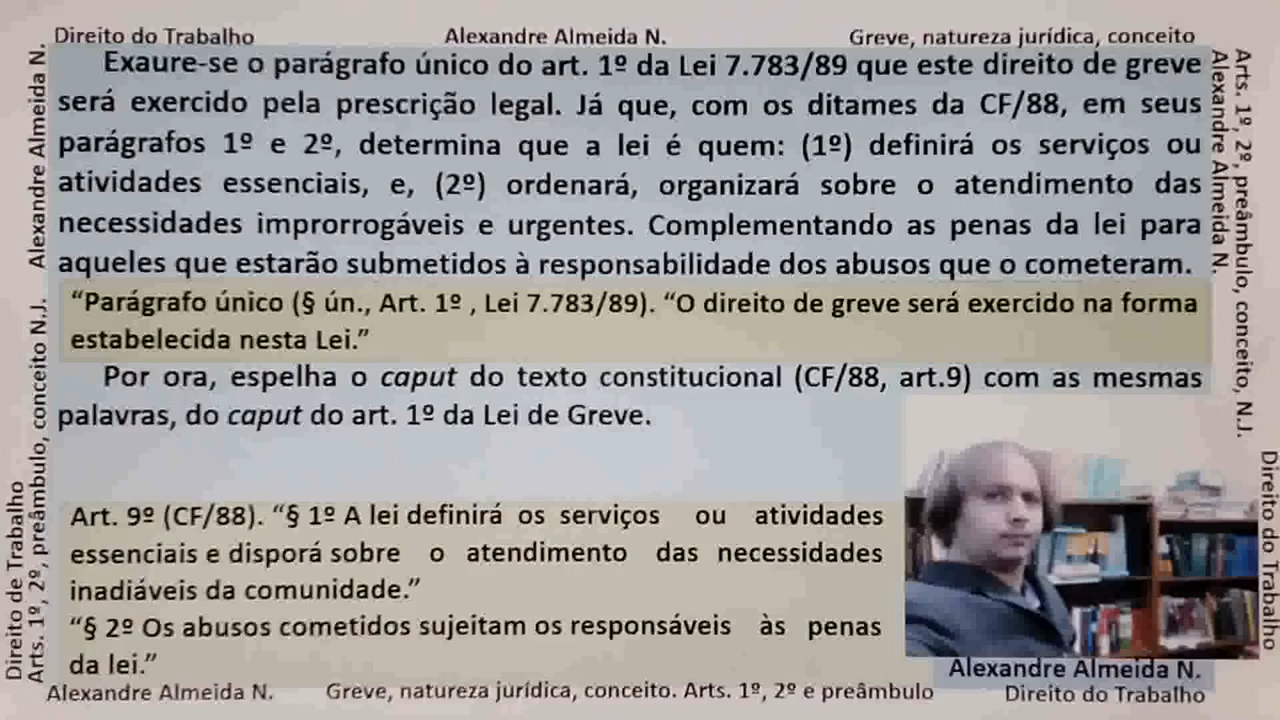 Direito do Trabalho
Alexandre Almeida N.
Greve, natureza jurídica, conceito
Exaure-se o parágrafo único do art. 1º da Lei 7.783/89 que este direito de greve
será exercido pela prescrição legal. Já que, com os ditames da CF/88, em seus
parágrafos 1º e 2º, determina que a lei é quem: (1º) definirá os serviços ou
atividades essenciais, e, (2º) ordenará, organizará sobre o atendimento das
necessidades improrrogáveis e urgentes. Complementando as penas da lei para
aqueles que estarão submetidos à responsabilidade dos abusos que o cometeram.
“Parágrafo único (§ ún., Art. 1º , Lei 7.783/89). “O direito de greve será exercido na forma
estabelecida nesta Lei.”
Por ora, espelha o caput do texto constitucional (CF/88, art.9) com as mesmas
palavras, do caput do art. 1º da Lei de Greve.
Art. 9º (CF/88). “§ 1º A lei definirá os serviços ou atividades
essenciais e disporá sobre o atendimento das necessidades
inadiáveis da comunidade.”
“§ 2º Os abusos cometidos sujeitam os responsáveis às penas
da lei.”
Alexandre Almeida N.
Direito do Trabalho
Alexandre Almeida N.
Greve, natureza jurídica, conceito. Arts. 1º, 2º e preâmbulo
Direito de Trabalho
Arts. 1º, 2º, preâmbulo, conceito N.J. Alexandre Almeida N.
Arts. 1º, 2º, preâmbulo, conceito, N.J.
Alexandre Almeida N.
Direito do Trabalho